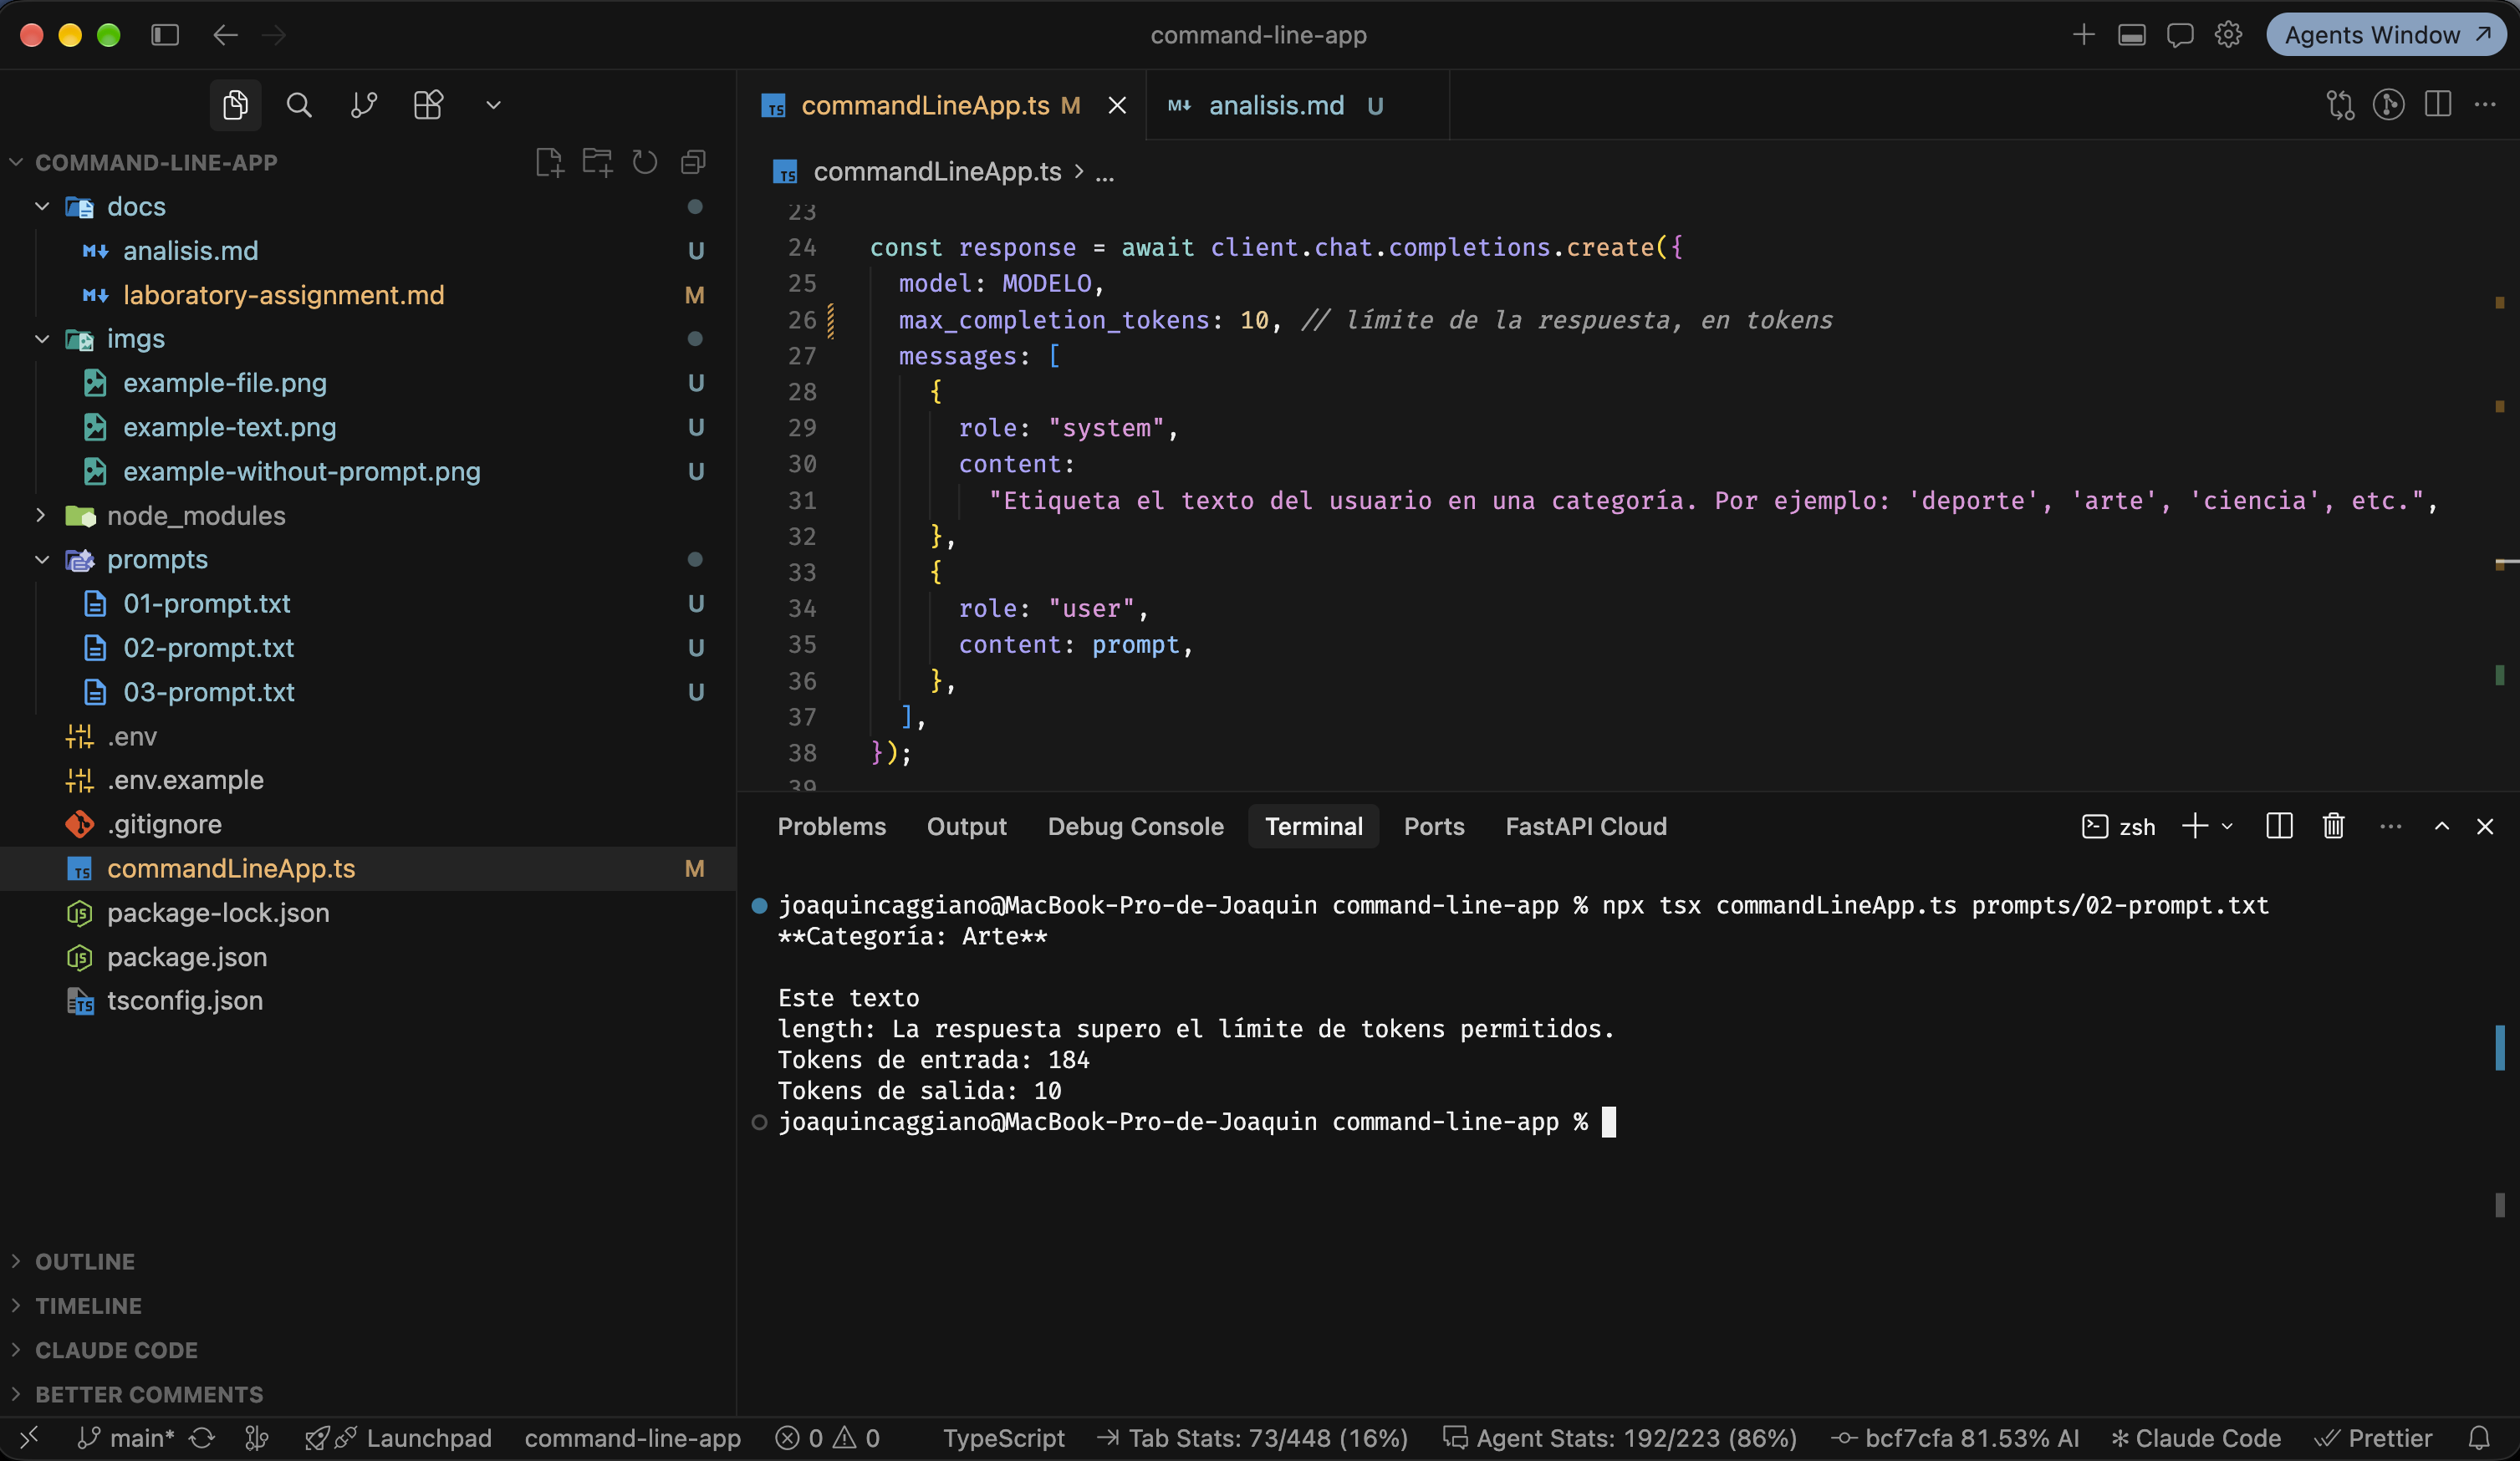 command-line-app
Agents Window
COMMAND-LINE-APP
docs
analisis.md U
laboratory-assignment.md M
imgs
example-file.png U
example-text.png U
example-without-prompt.png U
node_modules
prompts
01-prompt.txt U
02-prompt.txt U
03-prompt.txt U
.env
.env.example
.gitignore
TS commandLineApp.ts M
JS package-lock.json
JS package.json
TS tsconfig.json
OUTLINE
TIMELINE
CLAUDE CODE
BETTER COMMENTS
TS commandLineApp.ts M
M↓ analisis.md U
TS commandLineApp.ts > ...
23
24 const response = await client.chat.completions.create({
25 model: MODELO,
26 max_completion_tokens: 10, // límite de la respuesta, en tokens
27 messages: [
28 {
29 role: "system",
30 content:
31 "Etiqueta el texto del usuario en una categoría. Por ejemplo: 'deporte', 'arte', 'ciencia', etc.",
32 },
33 {
34 role: "user",
35 content: prompt,
36 },
37 ],
38 });
39
Problems Output Debug Console Terminal Ports FastAPI Cloud
zsh
joaquincaggiano@MacBook-Pro-de-Joaquin command-line-app % npx tsx commandLineApp.ts prompts/02-prompt.txt
**Categoría: Arte**
Este texto
length: La respuesta supero el límite de tokens permitidos.
Tokens de entrada: 184
Tokens de salida: 10
joaquincaggiano@MacBook-Pro-de-Joaquin command-line-app %
main* Launchpad command-line-app 0 0 TypeScript Tab Stats: 73/448 (16%) Agent Stats: 192/223 (86%) bcf7cfa 81.53% AI Claude Code Prettier